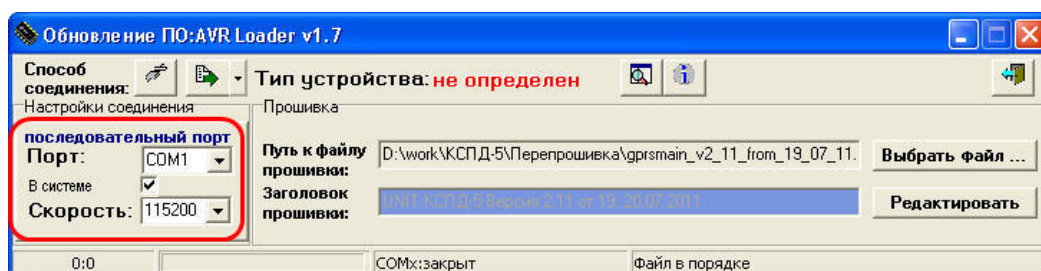 Обновление ПО:AVR Loader v1.7
Способ соединения:
Тип устройства: не определен
Настройки соединения
последовательный порт
Порт: COM1
В системе
Скорость: 115200
Прошивка
Путь к файлу прошивки:
D:\work\КСПД-5\Перепрошивка\gprsmain_v2_11_from_19_07_11.
Выбрать файл ...
Заголовок прошивки:
UNIT:КСПД-5 Версия 2.11 от 19. 20.07.2011
Редактировать
0:0
COMx:закрыт
Файл в порядке